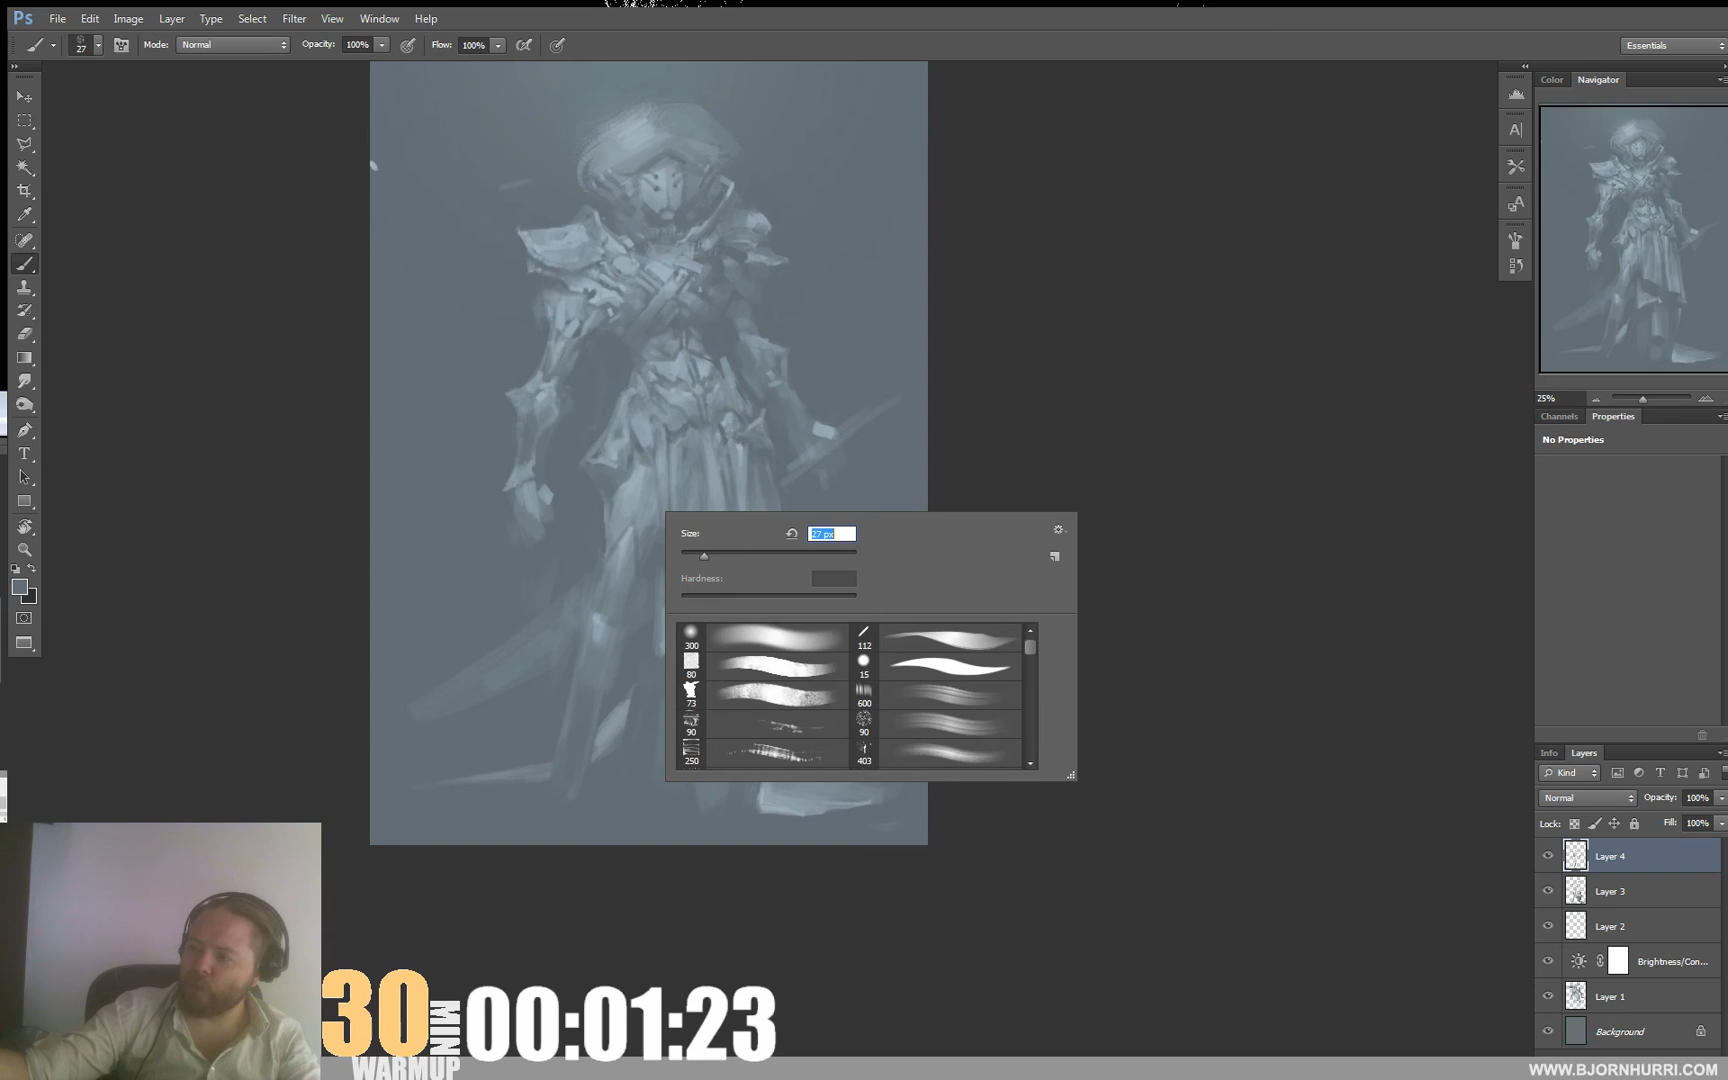 Ps File Edit Image Layer Type Select Filter View Window Help
27 Mode: Normal Opacity: 100% Flow: 100% Essentials
Color Navigator
25%
Channels Properties
No Properties
Size: 27 px
Hardness:
300 112
80 15
73 600
90 90
250 403
Info Layers
Kind
Normal Opacity: 100%
Lock: Fill: 100%
Layer 4
Layer 3
Layer 2
Brightness/Con...
Layer 1
Background
30 MIN 00:01:23
WARMUP
WWW.BJORNHURRI.COM